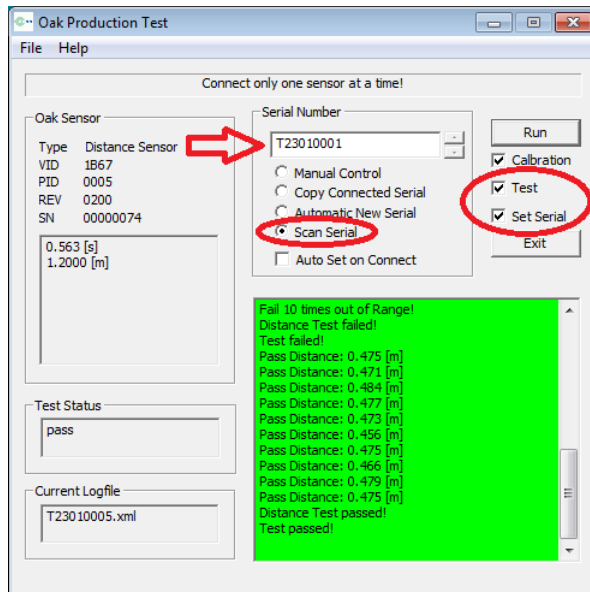 Oak Production Test
File Help
Connect only one sensor at a time!
Oak Sensor
Type Distance Sensor
VID 1B67
PID 0005
REV 0200
SN 00000074
0.563 [s]
1.2000 [m]
Test Status
pass
Current Logfile
T23010005.xml
Serial Number
T23010001
Manual Control
Copy Connected Serial
Automatic New Serial
Scan Serial
Auto Set on Connect
Run
Calbration
Test
Set Serial
Exit
Fail 10 times out of Range!
Distance Test failed!
Test failed!
Pass Distance: 0.475 [m]
Pass Distance: 0.471 [m]
Pass Distance: 0.484 [m]
Pass Distance: 0.477 [m]
Pass Distance: 0.473 [m]
Pass Distance: 0.456 [m]
Pass Distance: 0.475 [m]
Pass Distance: 0.466 [m]
Pass Distance: 0.479 [m]
Pass Distance: 0.475 [m]
Distance Test passed!
Test passed!